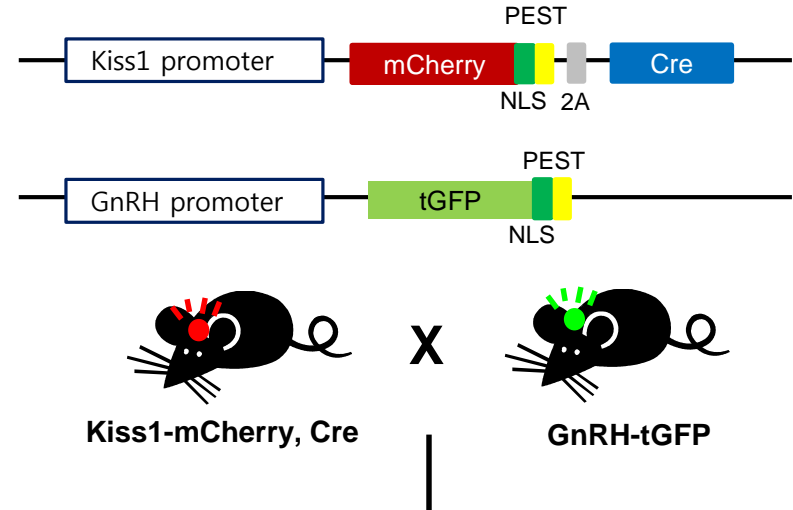 PEST
Kiss1 promoter mCherry Cre
NLS 2A
PEST
GnRH promoter tGFP
NLS
X
Kiss1-mCherry, Cre GnRH-tGFP